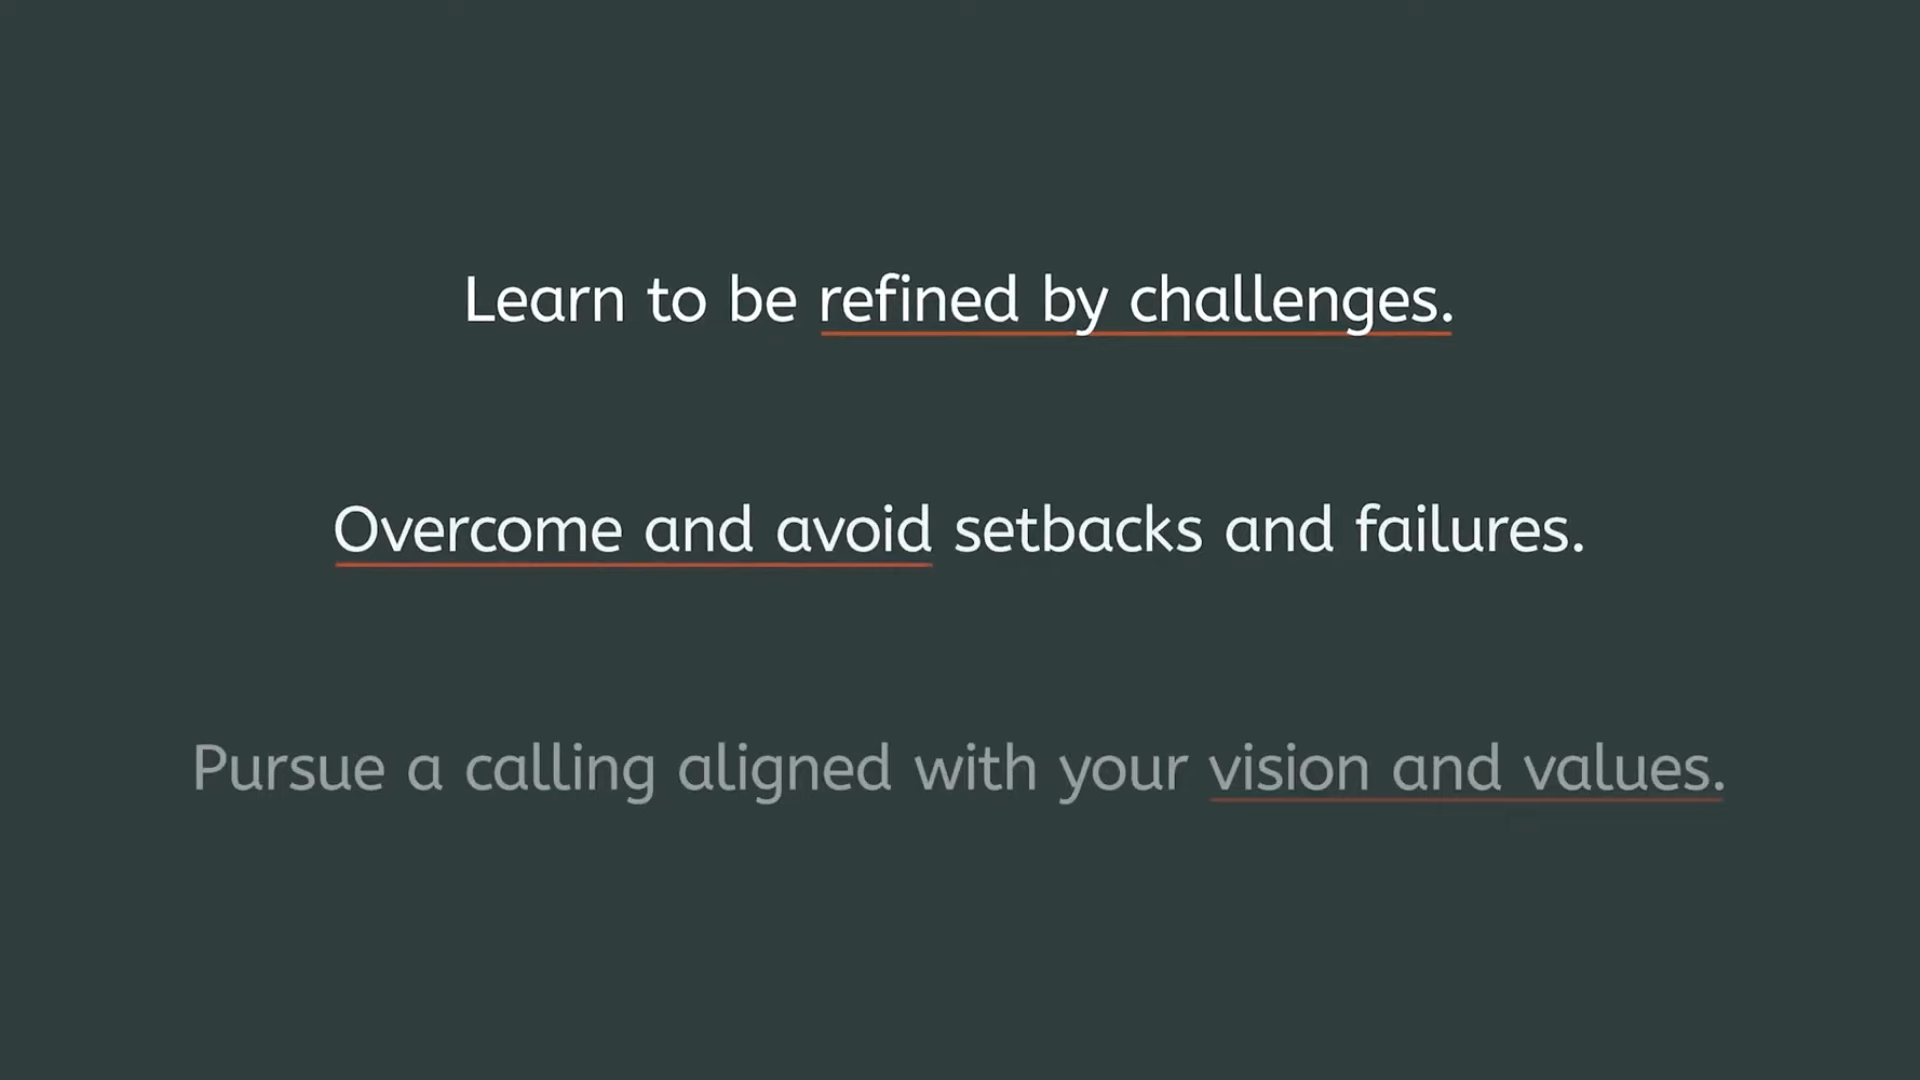 Learn to be refined by challenges.
Overcome and avoid setbacks and failures.
Pursue a calling aligned with your vision and values.